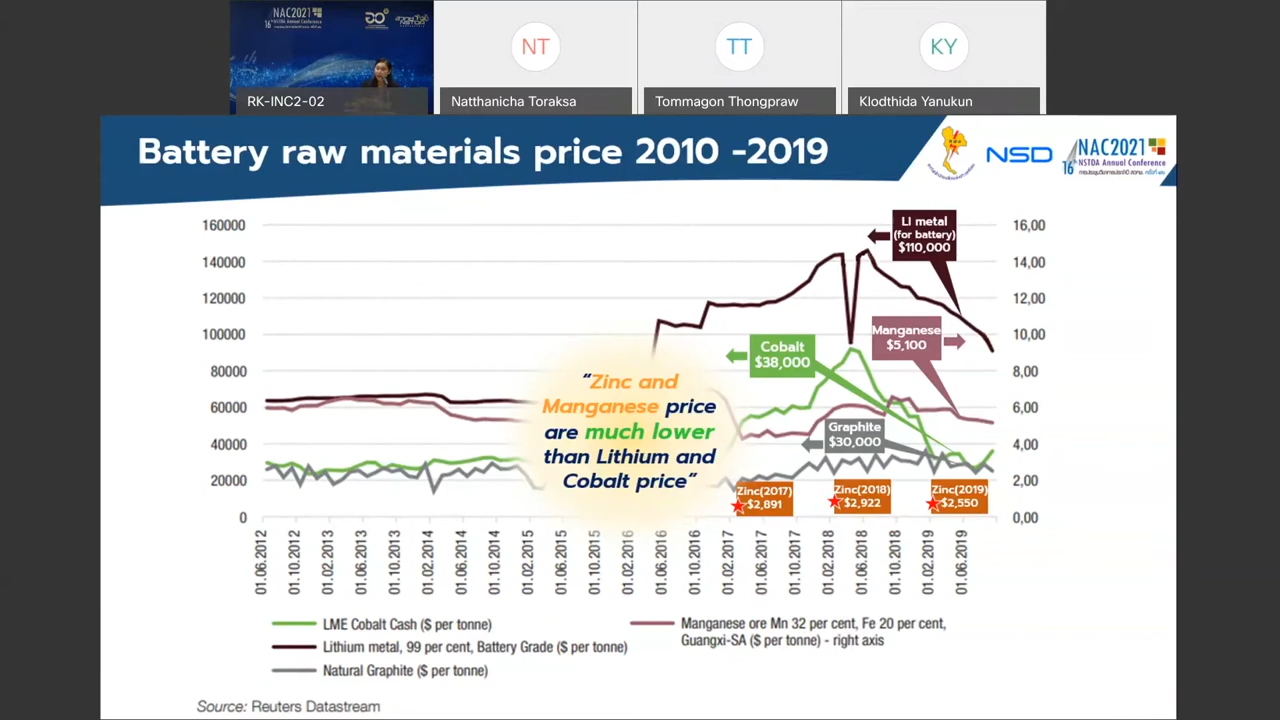 NAC2021
16th NSTDA Annual Conference
RK-INC2-02
NT
Natthanicha Toraksa
TT
Tommagon Thongpraw
KY
Klodthida Yanukun
Battery raw materials price 2010 -2019
NSD
NAC2021
16th NSTDA Annual Conference
160000
140000
120000
100000
80000
60000
40000
20000
0
16,00
14,00
12,00
10,00
8,00
6,00
4,00
2,00
0,00
LI metal
(for battery)
$110,000
Manganese
$5,100
Cobalt
$38,000
Graphite
$30,000
"Zinc and
Manganese price
are much lower
than Lithium and
Cobalt price"
Zinc(2017)
$2,891
Zinc(2018)
$2,922
Zinc(2019)
$2,550
01.06.2012
01.10.2012
01.02.2013
01.06.2013
01.10.2013
01.02.2014
01.06.2014
01.10.2014
01.02.2015
01.06.2015
01.10.2015
01.02.2016
01.06.2016
01.10.2016
01.02.2017
01.06.2017
01.10.2017
01.02.2018
01.06.2018
01.10.2018
01.02.2019
01.06.2019
LME Cobalt Cash ($ per tonne)
Lithium metal, 99 per cent, Battery Grade ($ per tonne)
Natural Graphite ($ per tonne)
Manganese ore Mn 32 per cent, Fe 20 per cent,
Guangxi-SA ($ per tonne) - right axis
Source: Reuters Datastream